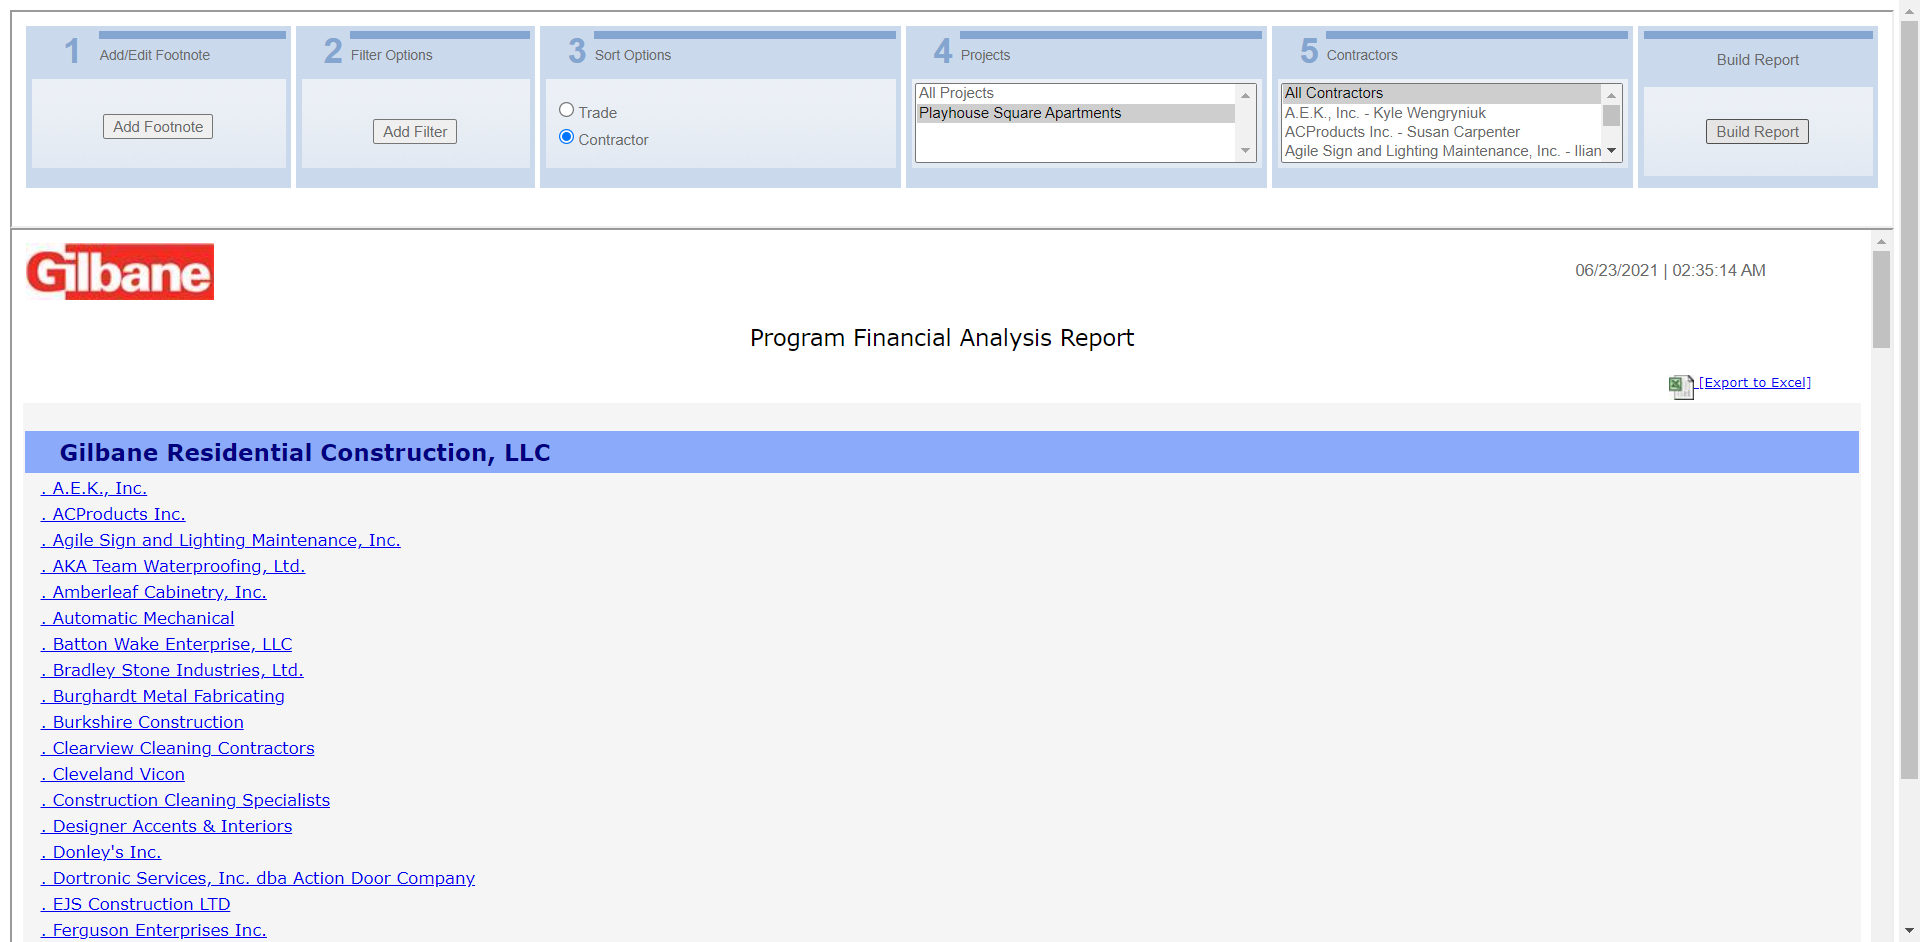 1 Add/Edit Footnote
Add Footnote
2 Filter Options
Add Filter
3 Sort Options
Trade
Contractor
4 Projects
All Projects
Playhouse Square Apartments
5 Contractors
All Contractors
A.E.K., Inc. - Kyle Wengryniuk
ACProducts Inc. - Susan Carpenter
Agile Sign and Lighting Maintenance, Inc. - Ilian
Build Report
Build Report
Gilbane
06/23/2021 | 02:35:14 AM
Program Financial Analysis Report
[Export to Excel]
Gilbane Residential Construction, LLC
. A.E.K., Inc.
. ACProducts Inc.
. Agile Sign and Lighting Maintenance, Inc.
. AKA Team Waterproofing, Ltd.
. Amberleaf Cabinetry, Inc.
. Automatic Mechanical
. Batton Wake Enterprise, LLC
. Bradley Stone Industries, Ltd.
. Burghardt Metal Fabricating
. Burkshire Construction
. Clearview Cleaning Contractors
. Cleveland Vicon
. Construction Cleaning Specialists
. Designer Accents & Interiors
. Donley's Inc.
. Dortronic Services, Inc. dba Action Door Company
. EJS Construction LTD
. Ferguson Enterprises Inc.